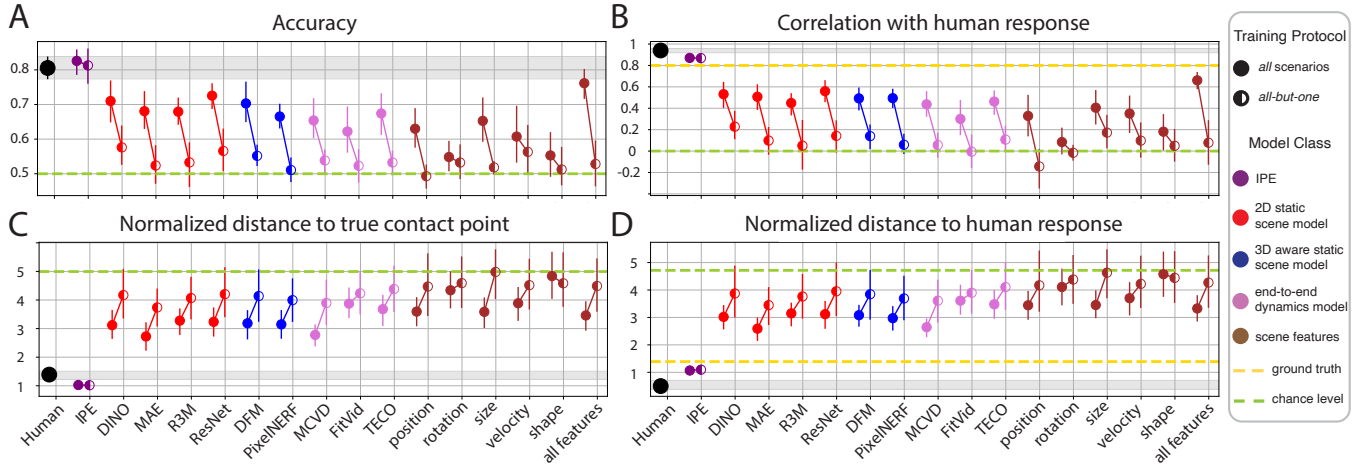 A
Accuracy
0.8
0.7
0.6
0.5
B
Correlation with human response
1
0.8
0.6
0.4
0.2
0
-0.2
C
Normalized distance to true contact point
5
4
3
2
1
Human
IPE
DINO
MAE
R3M
ResNet
DFM
PixelNERF
MCVD
FitVid
TECO
position
rotation
size
velocity
shape
all features
D
Normalized distance to human response
5
4
3
2
1
Human
IPE
DINO
MAE
R3M
ResNet
DFM
PixelNERF
MCVD
FitVid
TECO
position
rotation
size
velocity
shape
all features
Training Protocol
all scenarios
all-but-one
Model Class
IPE
2D static
scene model
3D aware static
scene model
end-to-end
dynamics model
scene features
ground truth
chance level